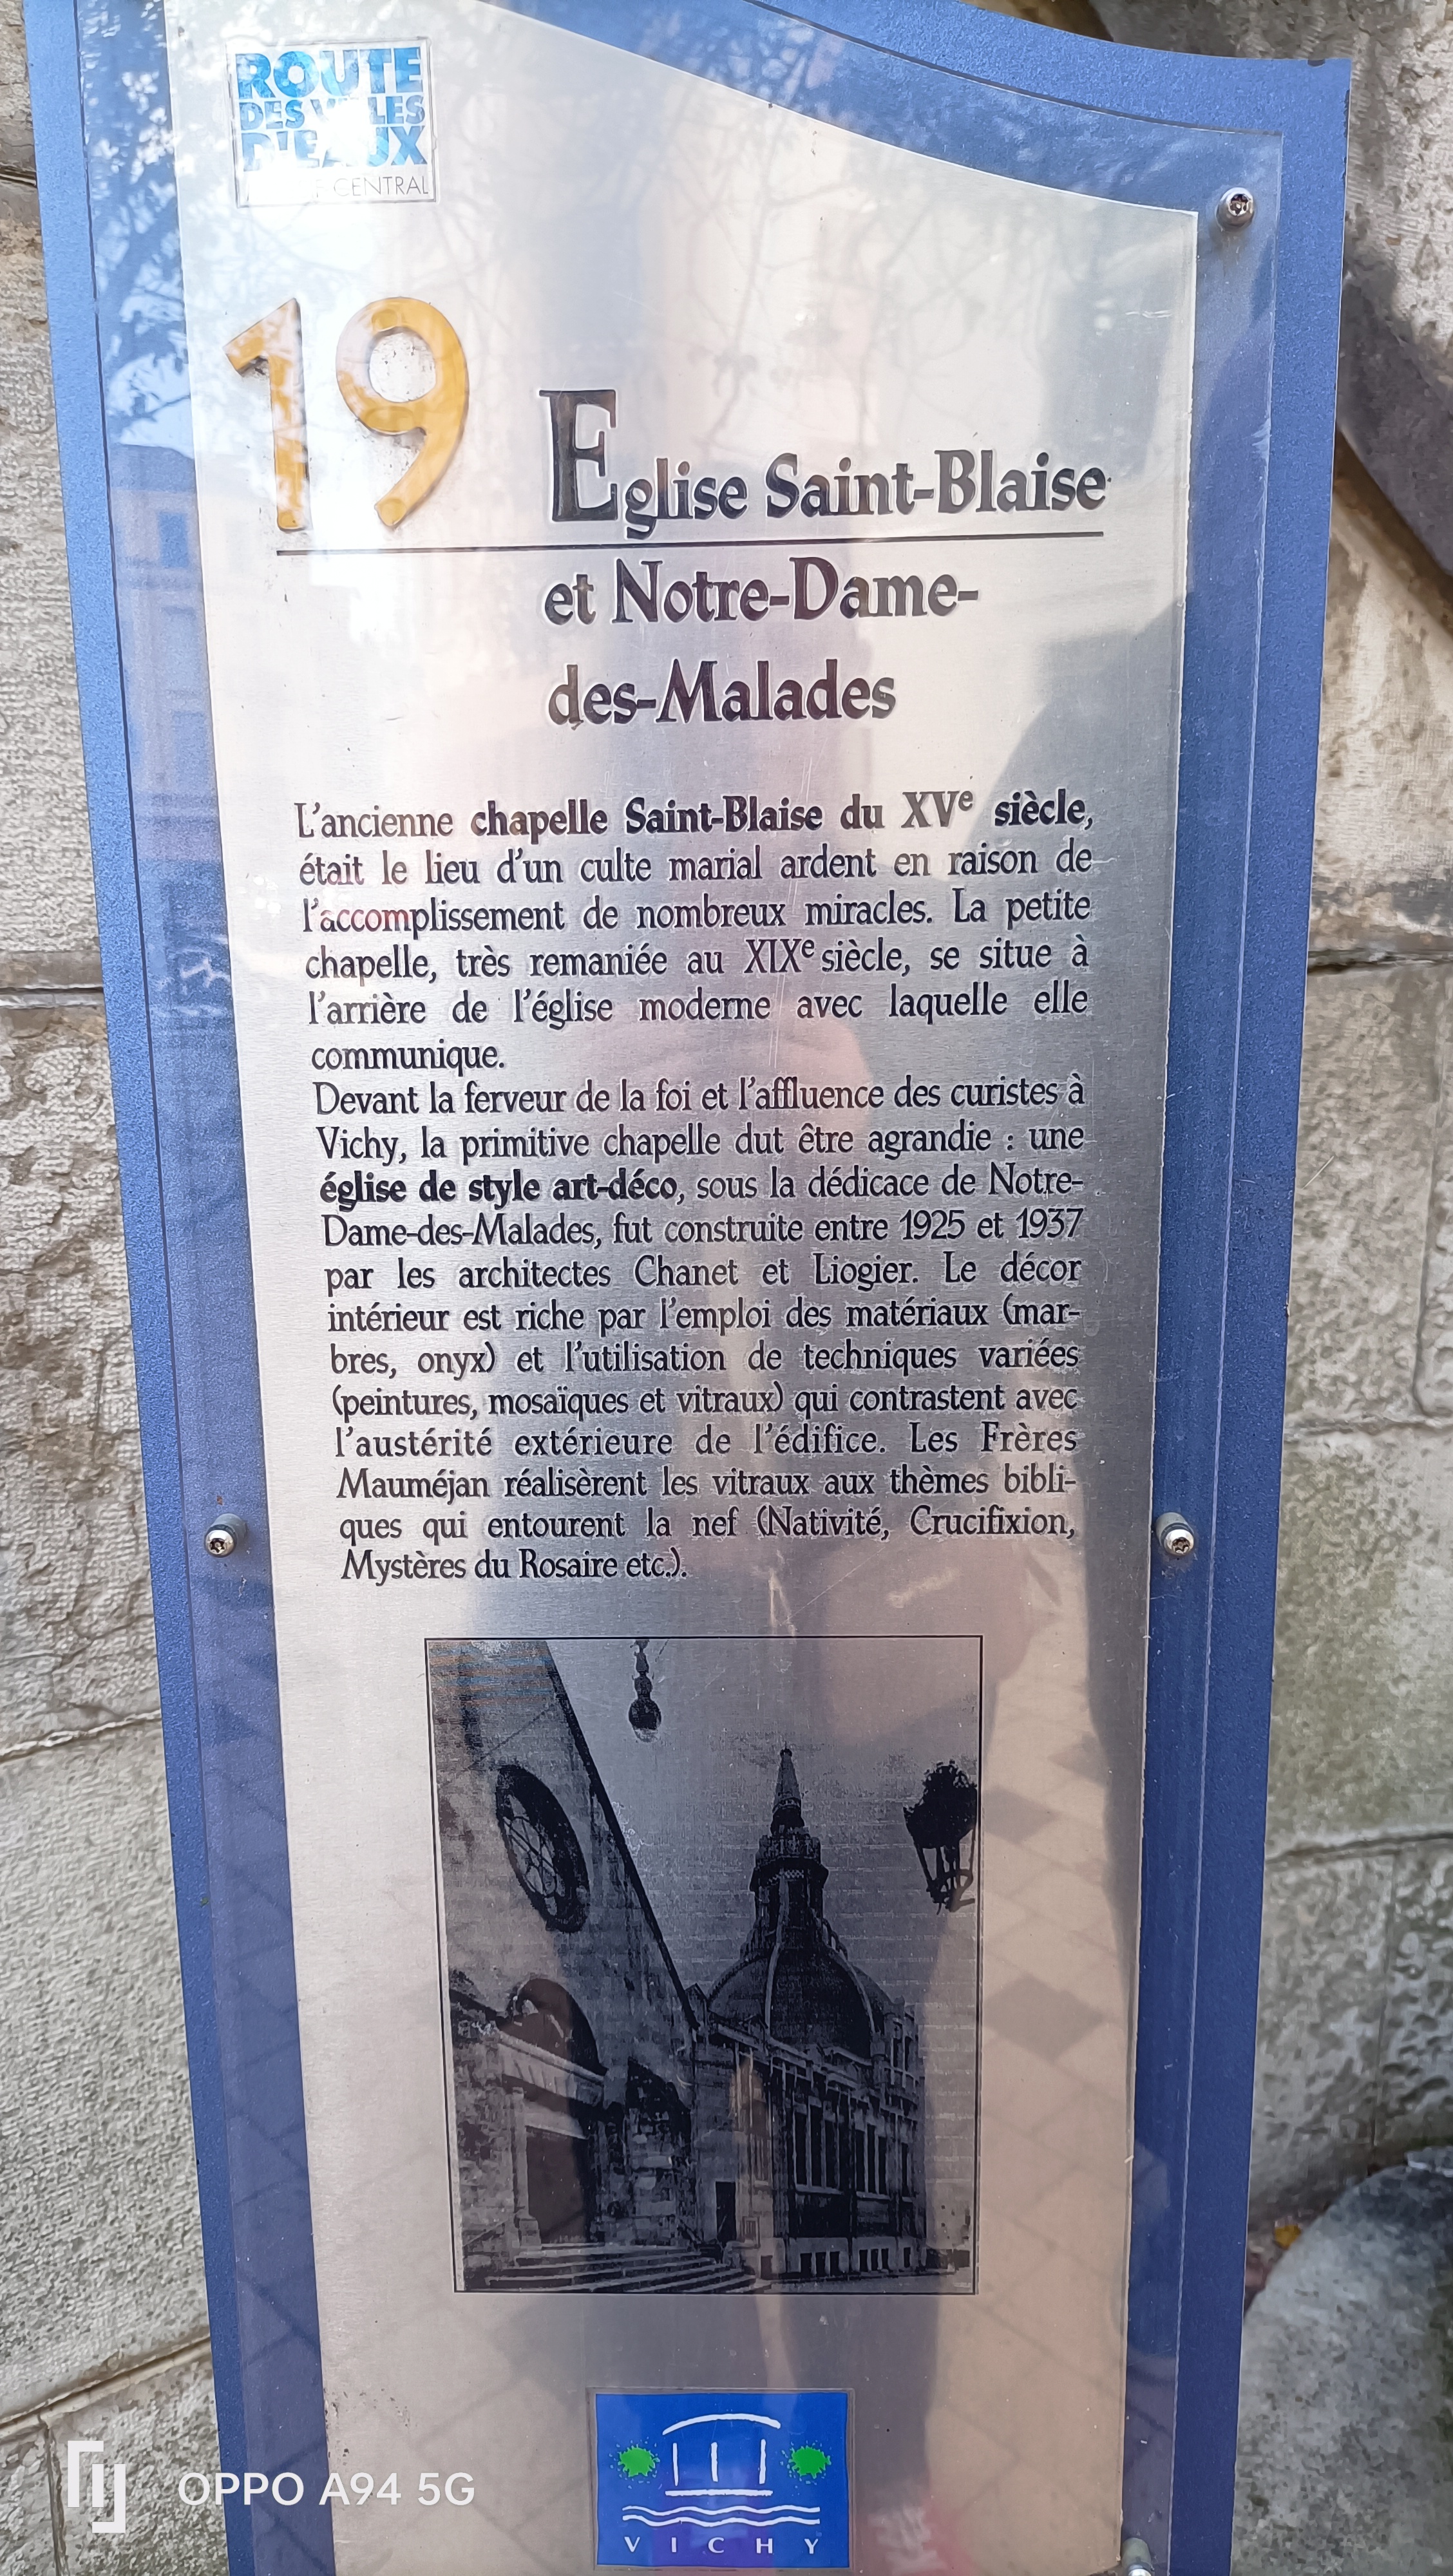 ROUTE
DES VILLES
D'EAUX
CENTRAL
19
Eglise Saint-Blaise
et Notre-Dame-
des-Malades
L'ancienne chapelle Saint-Blaise du XVe siècle,
était le lieu d'un culte marial ardent en raison de
l'accomplissement de nombreux miracles. La petite
chapelle, très remaniée au XIXe siècle, se situe à
l'arrière de l'église moderne avec laquelle elle
communique.
Devant la ferveur de la foi et l'affluence des curistes à
Vichy, la primitive chapelle dut être agrandie : une
église de style art-déco, sous la dédicace de Notre-
Dame-des-Malades, fut construite entre 1925 et 1937
par les architectes Chanet et Liogier. Le décor
intérieur est riche par l'emploi des matériaux (mar-
bres, onyx) et l'utilisation de techniques variées
(peintures, mosaïques et vitraux) qui contrastent avec
l'austérité extérieure de l'édifice. Les Frères
Mauméjan réalisèrent les vitraux aux thèmes bibli-
ques qui entourent la nef (Nativité, Crucifixion,
Mystères du Rosaire etc.).
VICHY
OPPO A94 5G